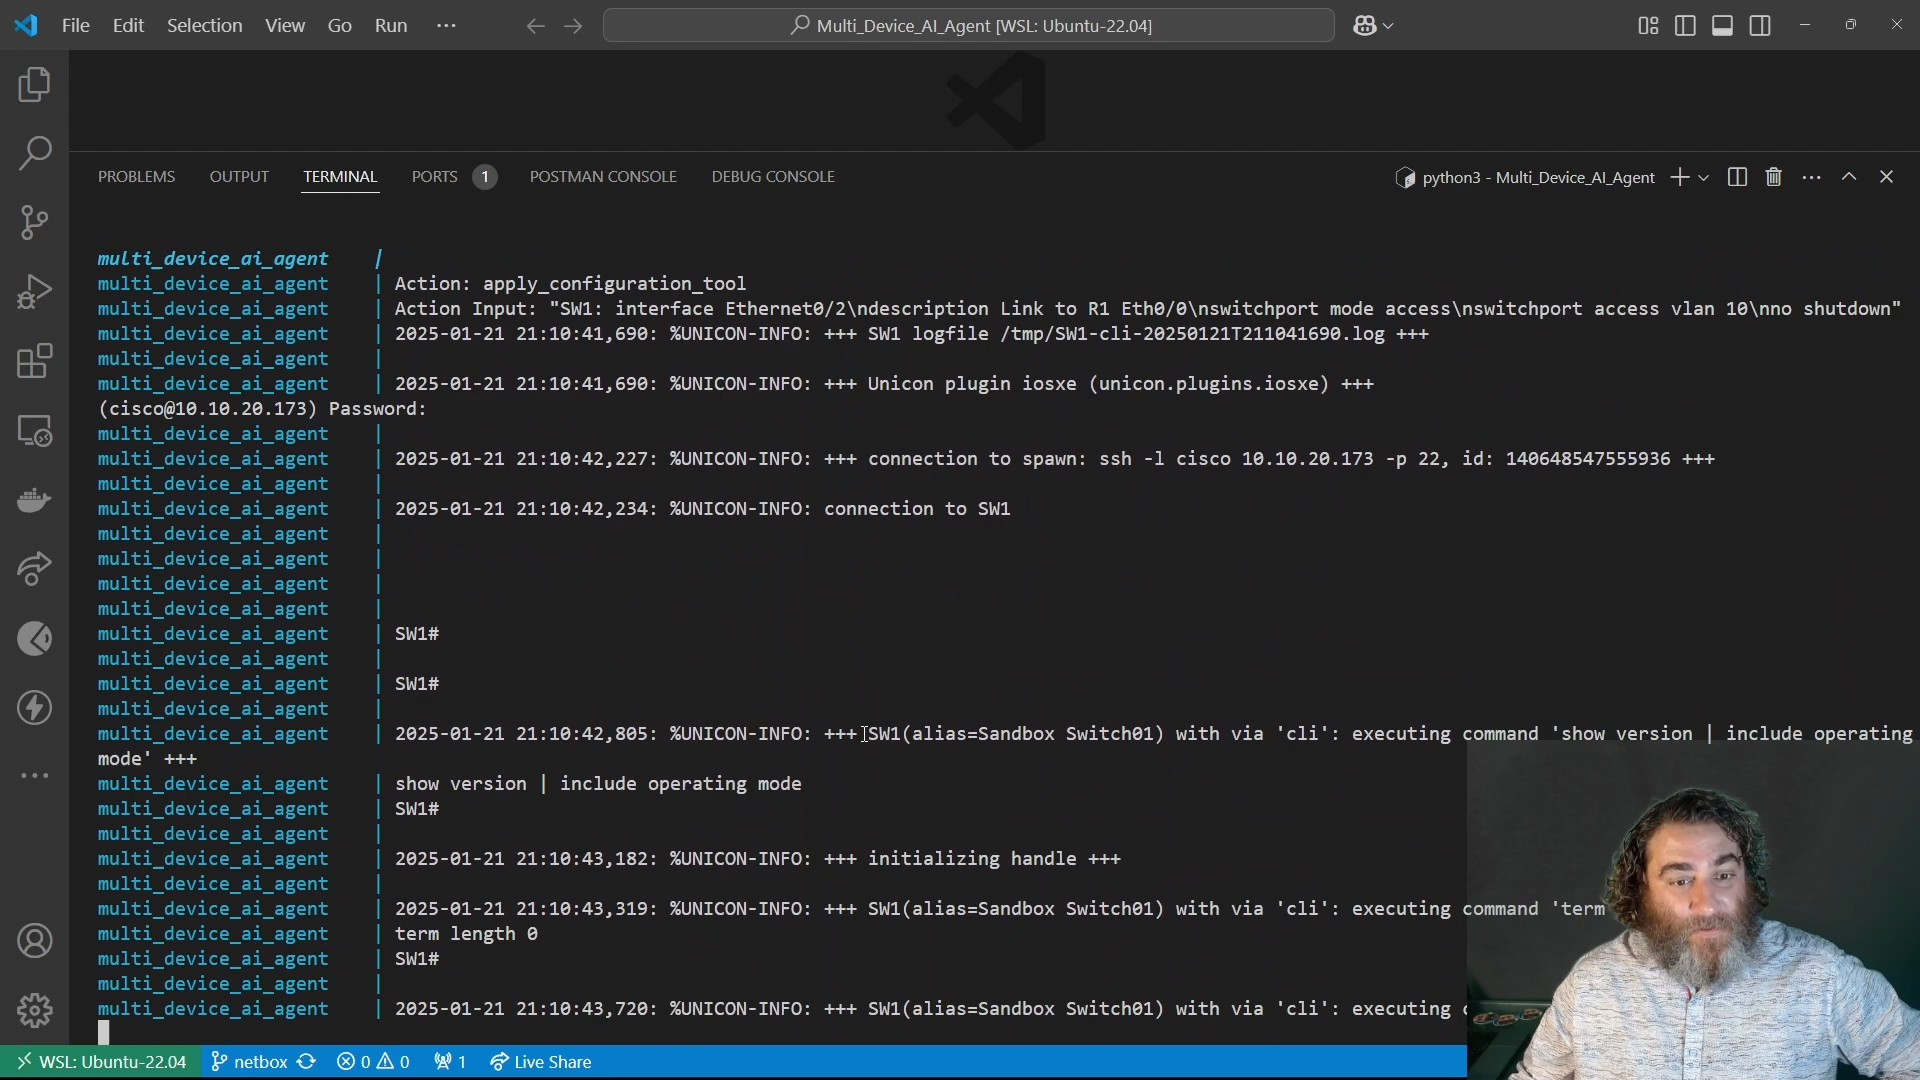 File Edit Selection View Go Run ··· Multi_Device_AI_Agent [WSL: Ubuntu-22.04]
PROBLEMS OUTPUT TERMINAL PORTS 1 POSTMAN CONSOLE DEBUG CONSOLE python3 - Multi_Device_AI_Agent
multi_device_ai_agent |
multi_device_ai_agent | Action: apply_configuration_tool
multi_device_ai_agent | Action Input: "SW1: interface Ethernet0/2\ndescription Link to R1 Eth0/0\nswitchport mode access\nswitchport access vlan 10\nno shutdown"
multi_device_ai_agent | 2025-01-21 21:10:41,690: %UNICON-INFO: +++ SW1 logfile /tmp/SW1-cli-20250121T211041690.log +++
multi_device_ai_agent |
multi_device_ai_agent | 2025-01-21 21:10:41,690: %UNICON-INFO: +++ Unicon plugin iosxe (unicon.plugins.iosxe) +++
(cisco@10.10.20.173) Password:
multi_device_ai_agent |
multi_device_ai_agent | 2025-01-21 21:10:42,227: %UNICON-INFO: +++ connection to spawn: ssh -l cisco 10.10.20.173 -p 22, id: 140648547555936 +++
multi_device_ai_agent |
multi_device_ai_agent | 2025-01-21 21:10:42,234: %UNICON-INFO: connection to SW1
multi_device_ai_agent |
multi_device_ai_agent |
multi_device_ai_agent |
multi_device_ai_agent |
multi_device_ai_agent | SW1#
multi_device_ai_agent |
multi_device_ai_agent | SW1#
multi_device_ai_agent |
multi_device_ai_agent | 2025-01-21 21:10:42,805: %UNICON-INFO: +++ SW1(alias=Sandbox Switch01) with via 'cli': executing command 'show version | include operating
mode' +++
multi_device_ai_agent | show version | include operating mode
multi_device_ai_agent | SW1#
multi_device_ai_agent |
multi_device_ai_agent | 2025-01-21 21:10:43,182: %UNICON-INFO: +++ initializing handle +++
multi_device_ai_agent |
multi_device_ai_agent | 2025-01-21 21:10:43,319: %UNICON-INFO: +++ SW1(alias=Sandbox Switch01) with via 'cli': executing command 'term
multi_device_ai_agent | term length 0
multi_device_ai_agent | SW1#
multi_device_ai_agent |
multi_device_ai_agent | 2025-01-21 21:10:43,720: %UNICON-INFO: +++ SW1(alias=Sandbox Switch01) with via 'cli': executing
WSL: Ubuntu-22.04 netbox 0 0 1 Live Share